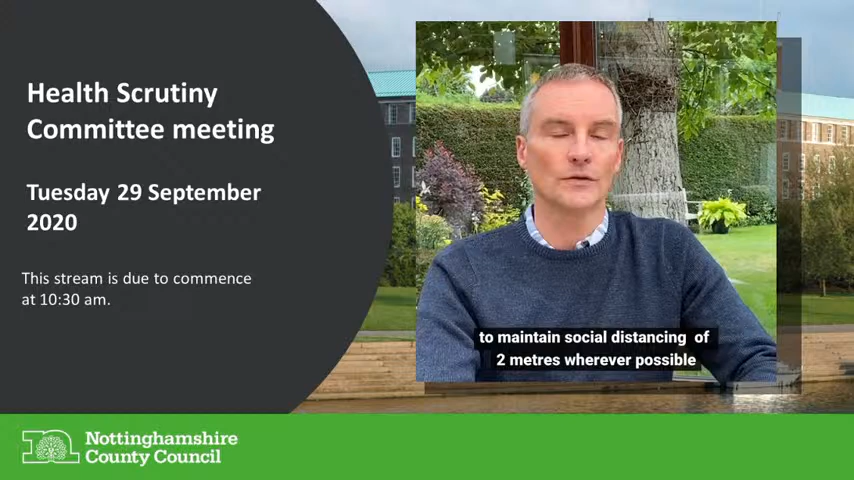 Health Scrutiny
Committee meeting
Tuesday 29 September
2020
This stream is due to commence
at 10:30 am.
to maintain social distancing of
2 metres wherever possible
Nottinghamshire
County Council